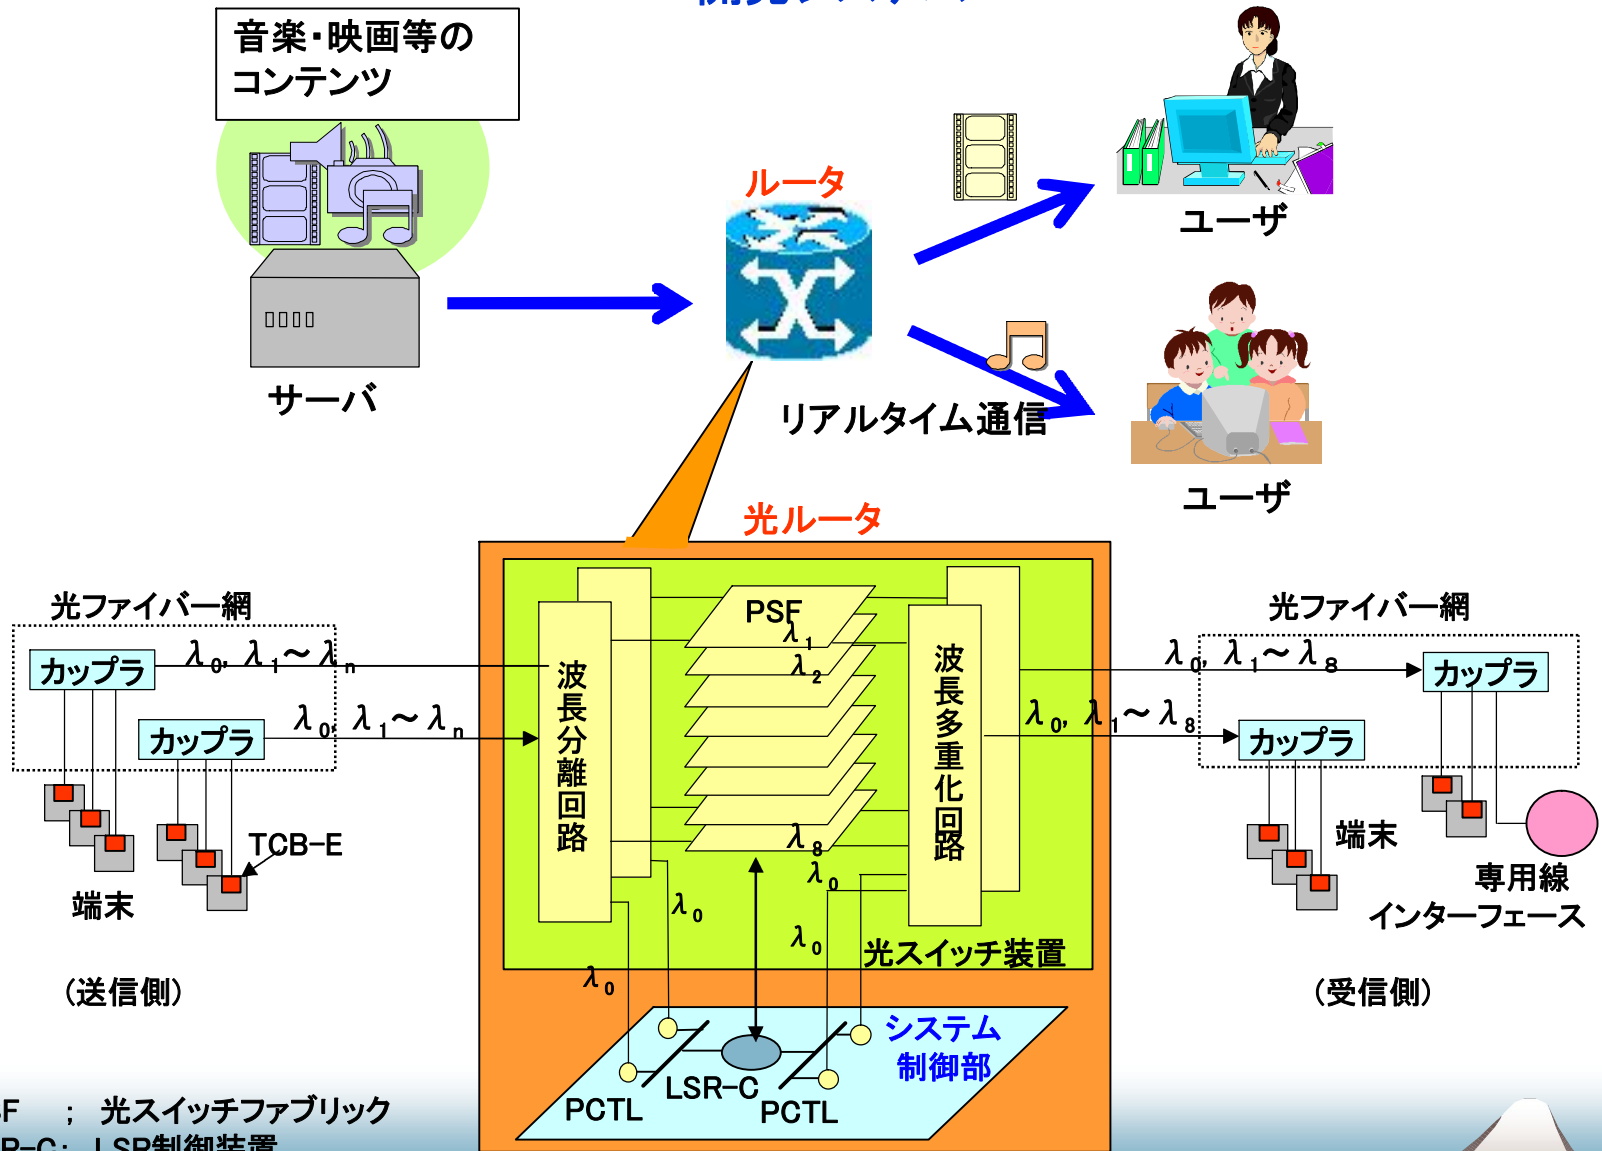 音楽・映画等の
コンテンツ
ルータ
ユーザ
サーバ
リアルタイム通信
ユーザ
光ルータ
光ファイバー網
カップラ
λ0, λ1～λn
カップラ
λ0, λ1～λn
TCB-E
端末
(送信側)
波長分離回路
PSF
λ1
λ2
λ8
波長多重化回路
λ0
λ0
λ0
λ0
光スイッチ装置
システム
制御部
LSR-C
PCTL
PCTL
光ファイバー網
λ0, λ1～λ8
カップラ
λ0, λ1～λ8
カップラ
端末
専用線
インターフェース
(受信側)
; 光スイッチファブリック
LSR制御装置